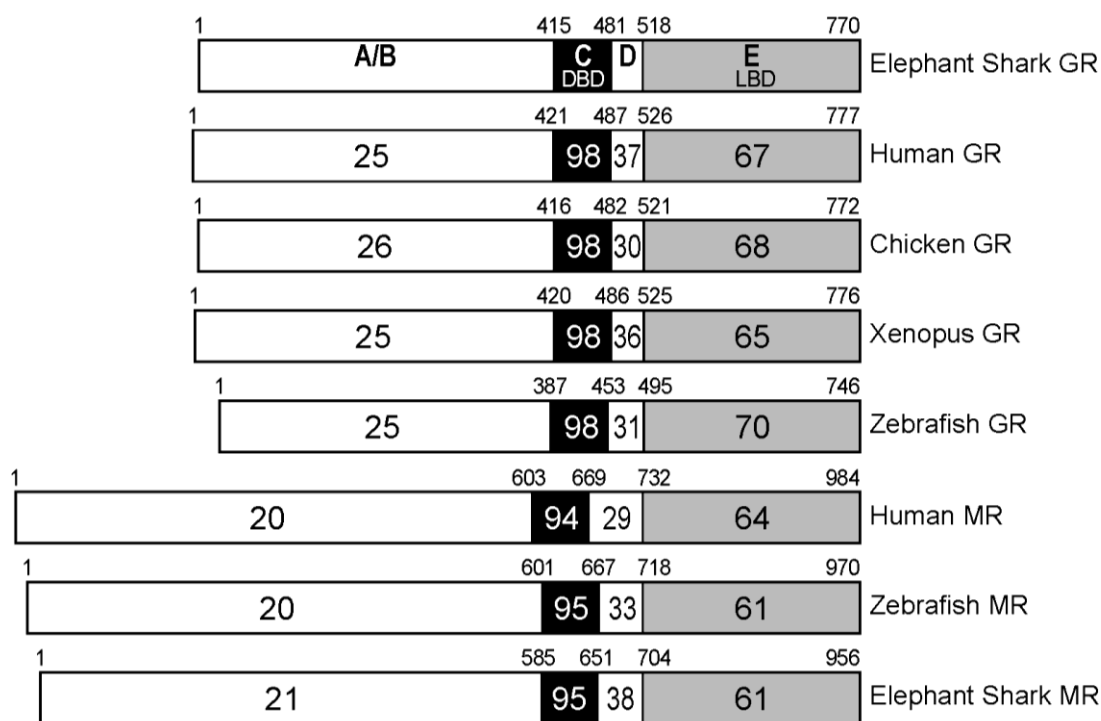 1 415 481 518 770
A/B C D E Elephant Shark GR
DBD LBD
1 421 487 526 777
25 98 37 67 Human GR
1 416 482 521 772
26 98 30 68 Chicken GR
1 420 486 525 776
25 98 36 65 Xenopus GR
1 387 453 495 746
25 98 31 70 Zebrafish GR
1 603 669 732 984
20 94 29 64 Human MR
1 601 667 718 970
20 95 33 61 Zebrafish MR
1 585 651 704 956
21 95 38 61 Elephant Shark MR